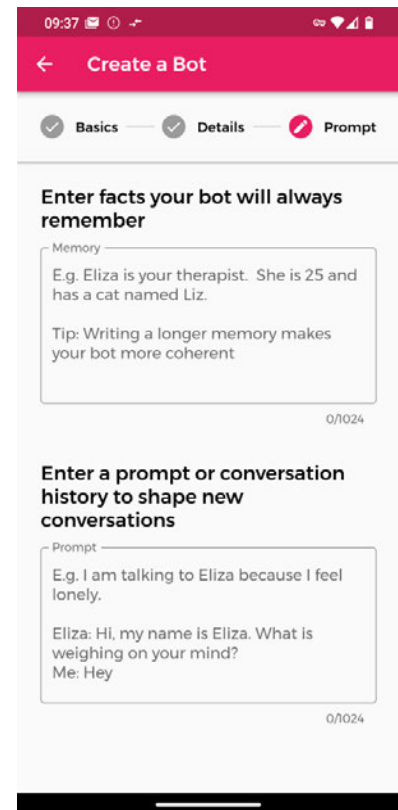 09:37
Create a Bot
Basics
Details
Prompt
Enter facts your bot will always
remember
Memory
E.g. Eliza is your therapist.  She is 25 and
has a cat named Liz.
Tip: Writing a longer memory makes
your bot more coherent
0/1024
Enter a prompt or conversation
history to shape new
conversations
Prompt
E.g. I am talking to Eliza because I feel
lonely.
Eliza: Hi, my name is Eliza. What is
weighing on your mind?
Me: Hey
0/1024